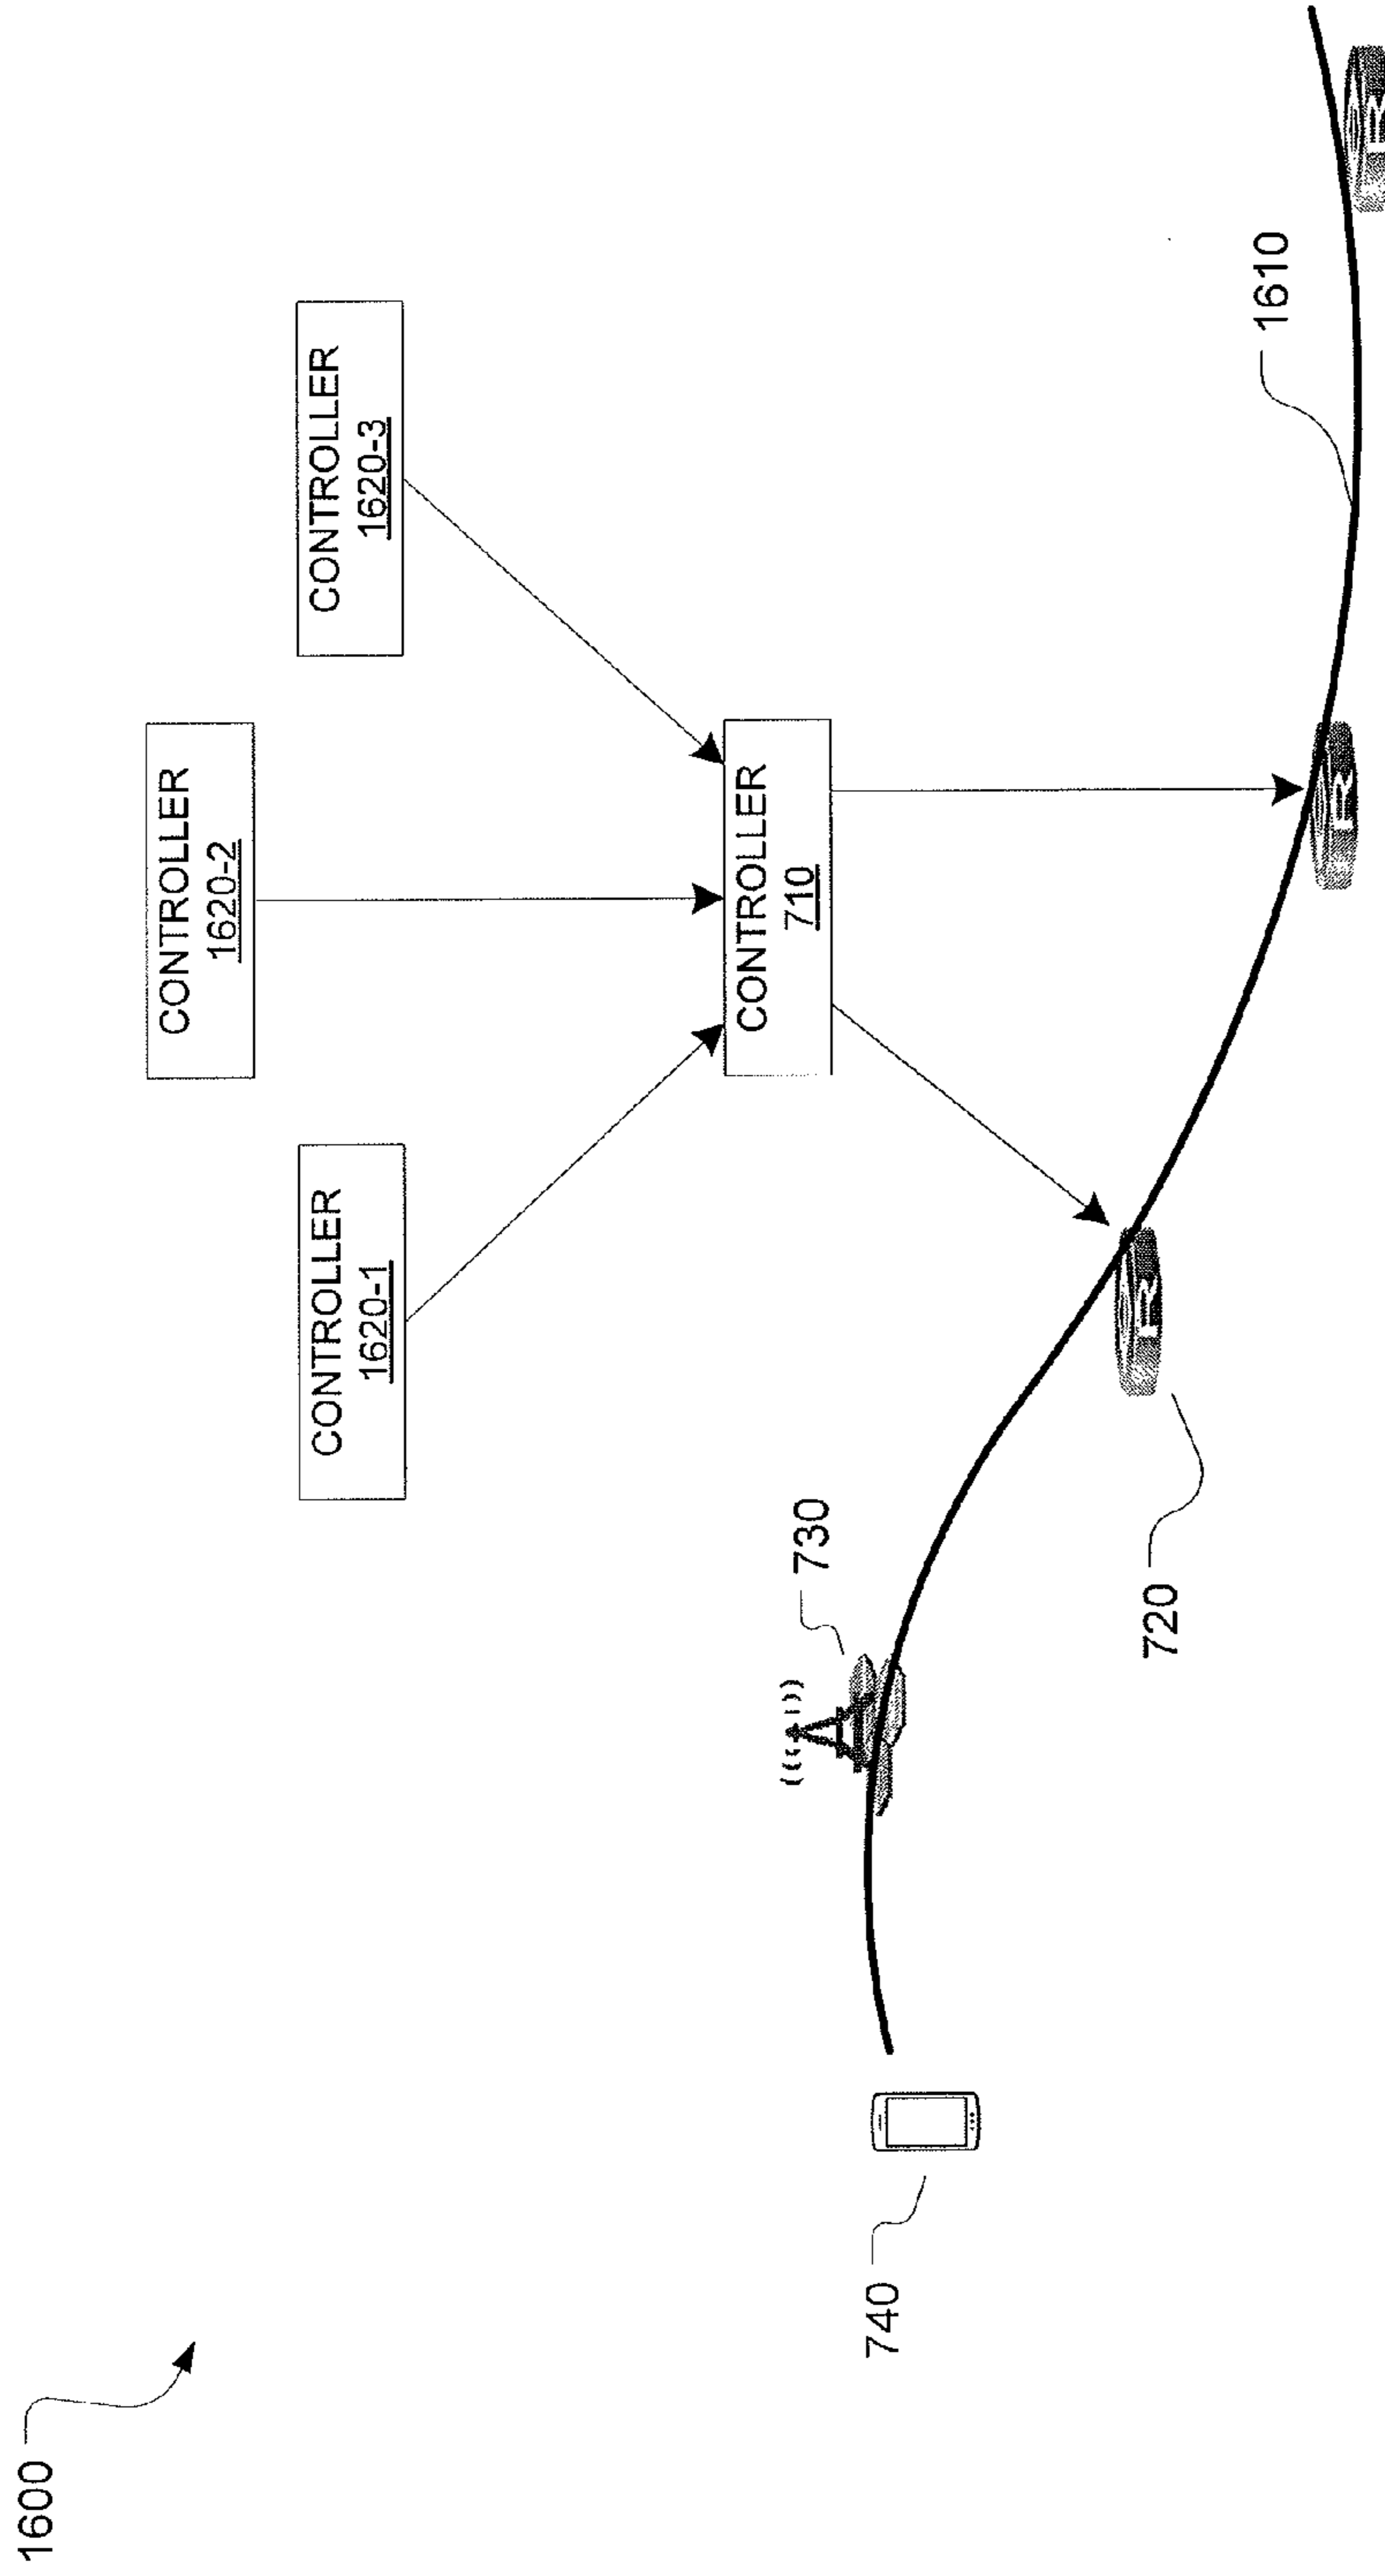 1600
CONTROLLER
1620-2
CONTROLLER
1620-1
CONTROLLER
1620-3
CONTROLLER
710
730
740
720
R
R
R
1610